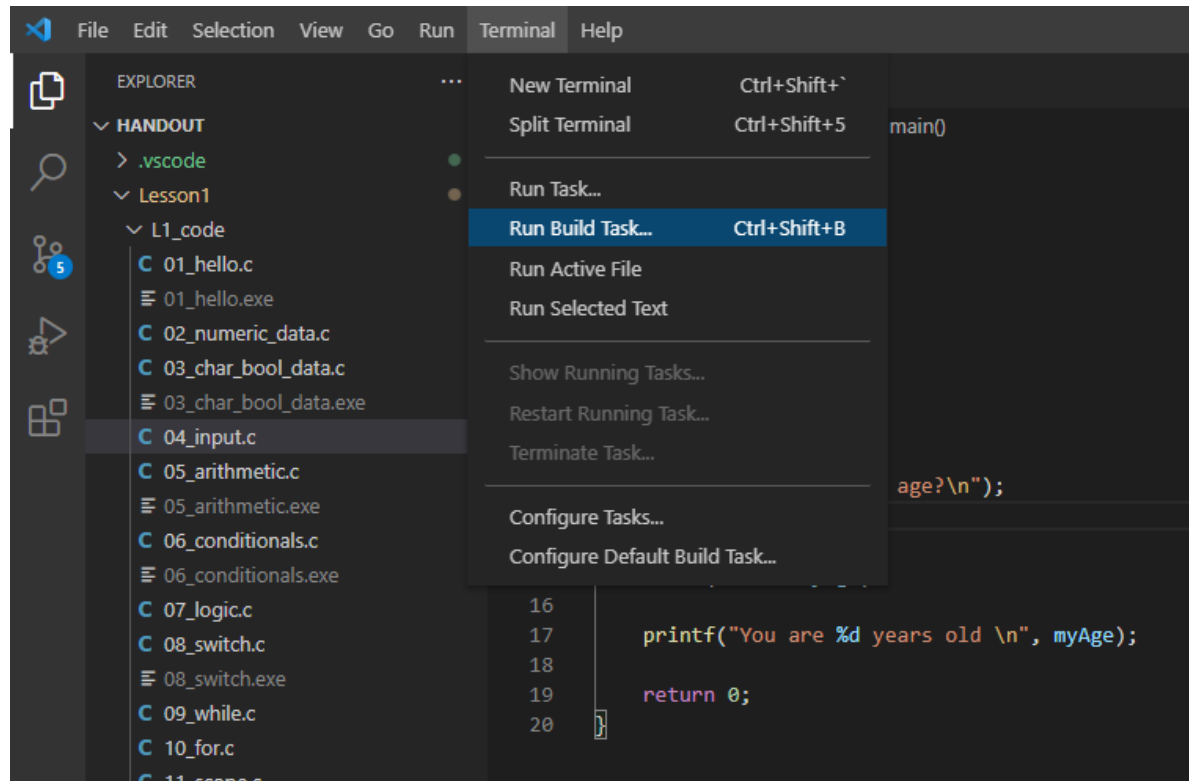 File Edit Selection View Go Run Terminal Help
EXPLORER ...
HANDOUT
.vscode
Lesson1
L1_code
C 01_hello.c
01_hello.exe
C 02_numeric_data.c
C 03_char_bool_data.c
03_char_bool_data.exe
C 04_input.c
C 05_arithmetic.c
05_arithmetic.exe
C 06_conditionals.c
06_conditionals.exe
C 07_logic.c
C 08_switch.c
08_switch.exe
C 09_while.c
C 10_for.c
5
New Terminal Ctrl+Shift+`
Split Terminal Ctrl+Shift+5
Run Task...
Run Build Task... Ctrl+Shift+B
Run Active File
Run Selected Text
Show Running Tasks...
Restart Running Task...
Terminate Task...
Configure Tasks...
Configure Default Build Task...
main()
age?\n");
16
17 printf("You are %d years old \n", myAge);
18
19 return 0;
20 }